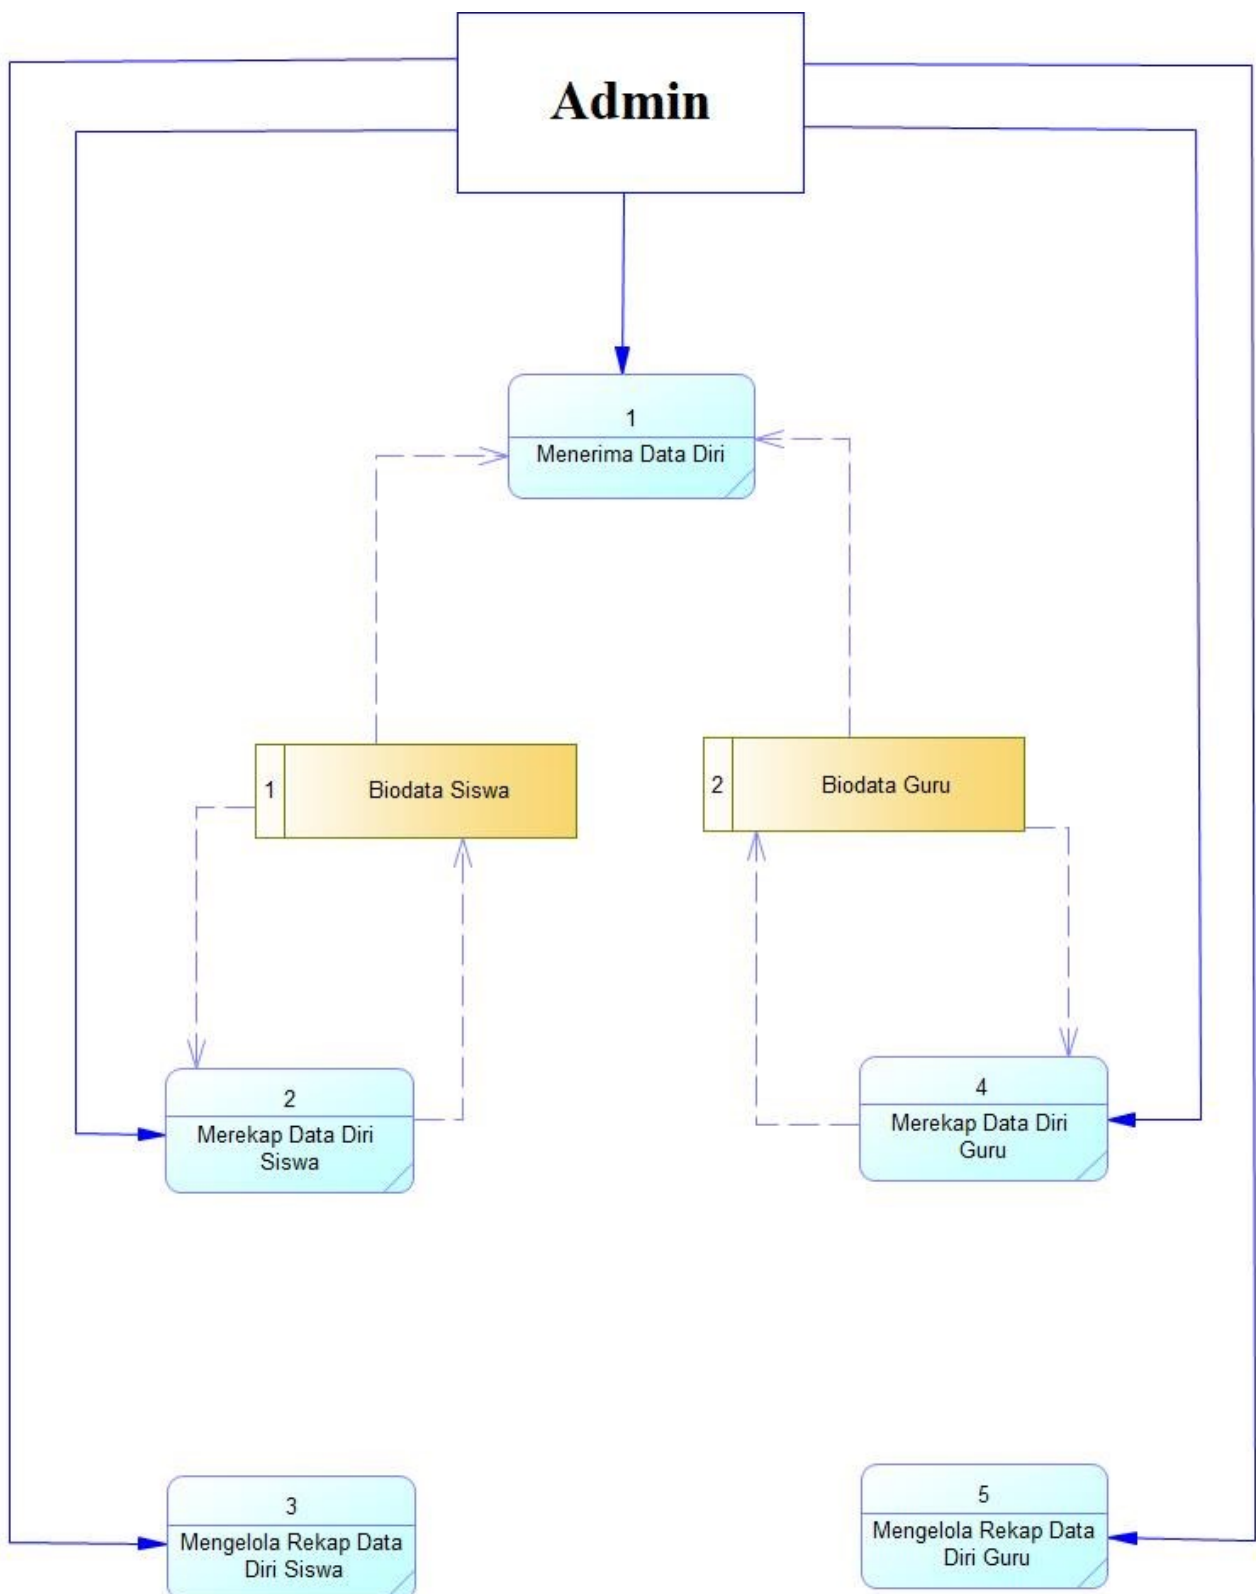 Admin
1
Menerima Data Diri
1
Biodata Siswa
2
Biodata Guru
2
Merekap Data Diri
Siswa
4
Merekap Data Diri
Guru
3
Mengelola Rekap Data
Diri Siswa
5
Mengelola Rekap Data
Diri Guru